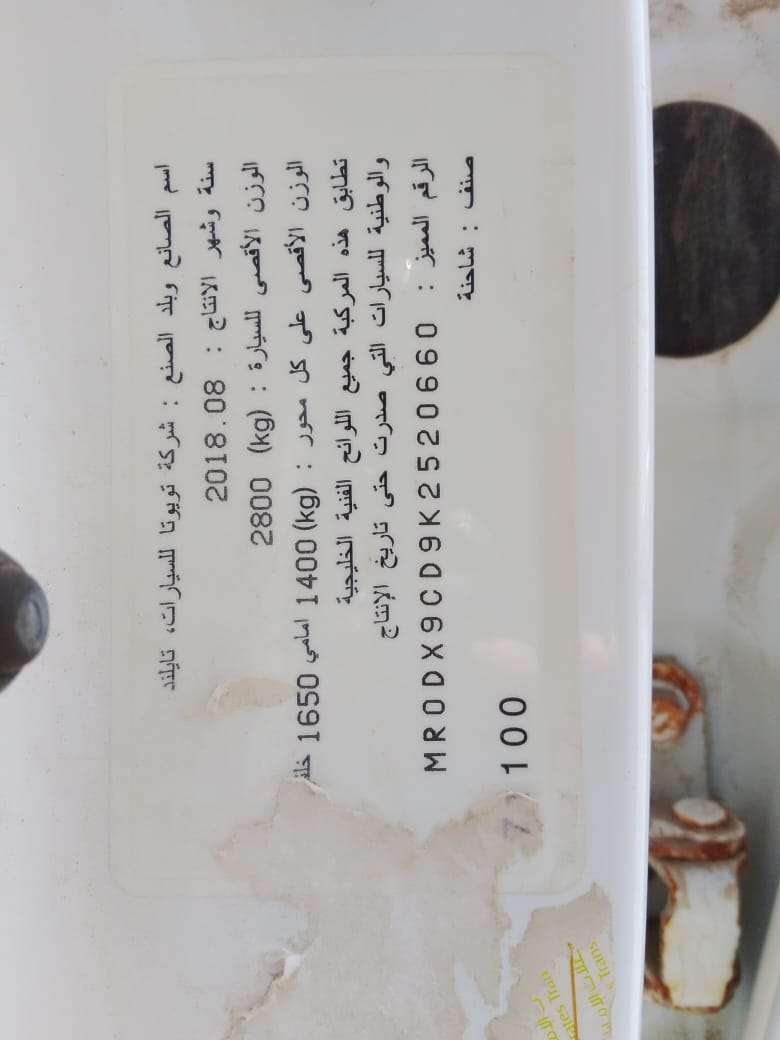 اسم الصانع وبلد الصنع : شركة تويوتا للسيارات، تايلند
سنة وشهر الانتاج : 2018.08
الوزن الأقصى للسيارة : (kg) 2800
الوزن الأقصى على كل محور : (kg) 1400 امامي 1650
تطابق هذه المركبة جميع اللوائح الفنية الخليجية
والوطنية للسيارات التي صدرت حتى تاريخ الإنتاج
الرقم المميز : MR0DX9CD9K2520660
صنف : شاحنة
7 100